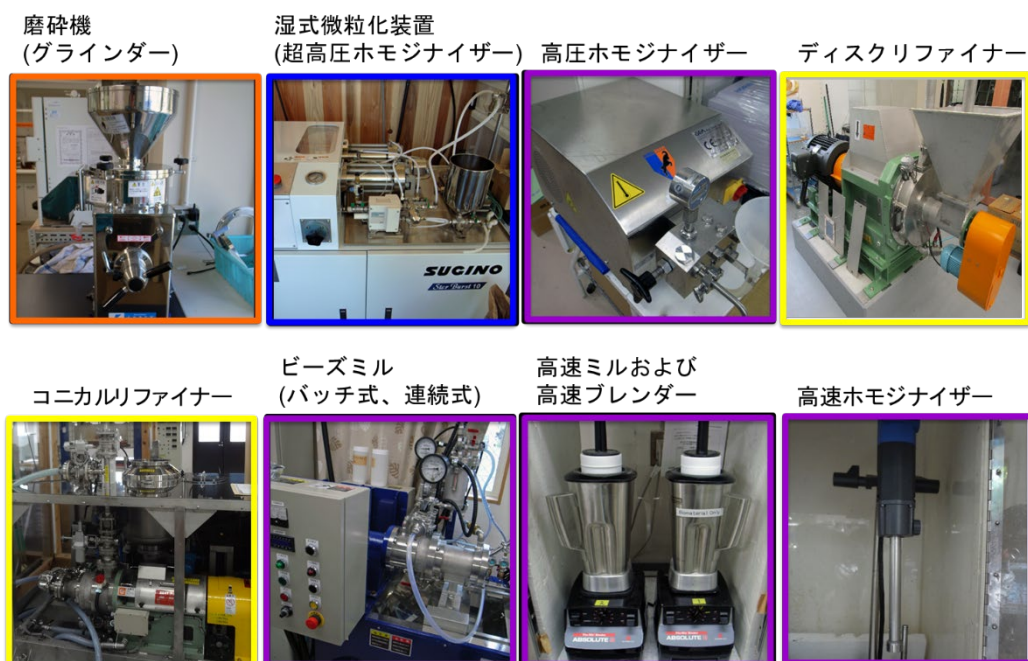 磨砕機
(グラインダー)
湿式微粒化装置
(超高圧ホモジナイザー)
高圧ホモジナイザー
ディスクリファイナー
SUGINO
Star Burst 10
コニカルリファイナー
ビーズミル
(バッチ式、連続式)
高速ミルおよび
高速ブレンダー
高速ホモジナイザー
ABSOLUTE
ABSOLUTE